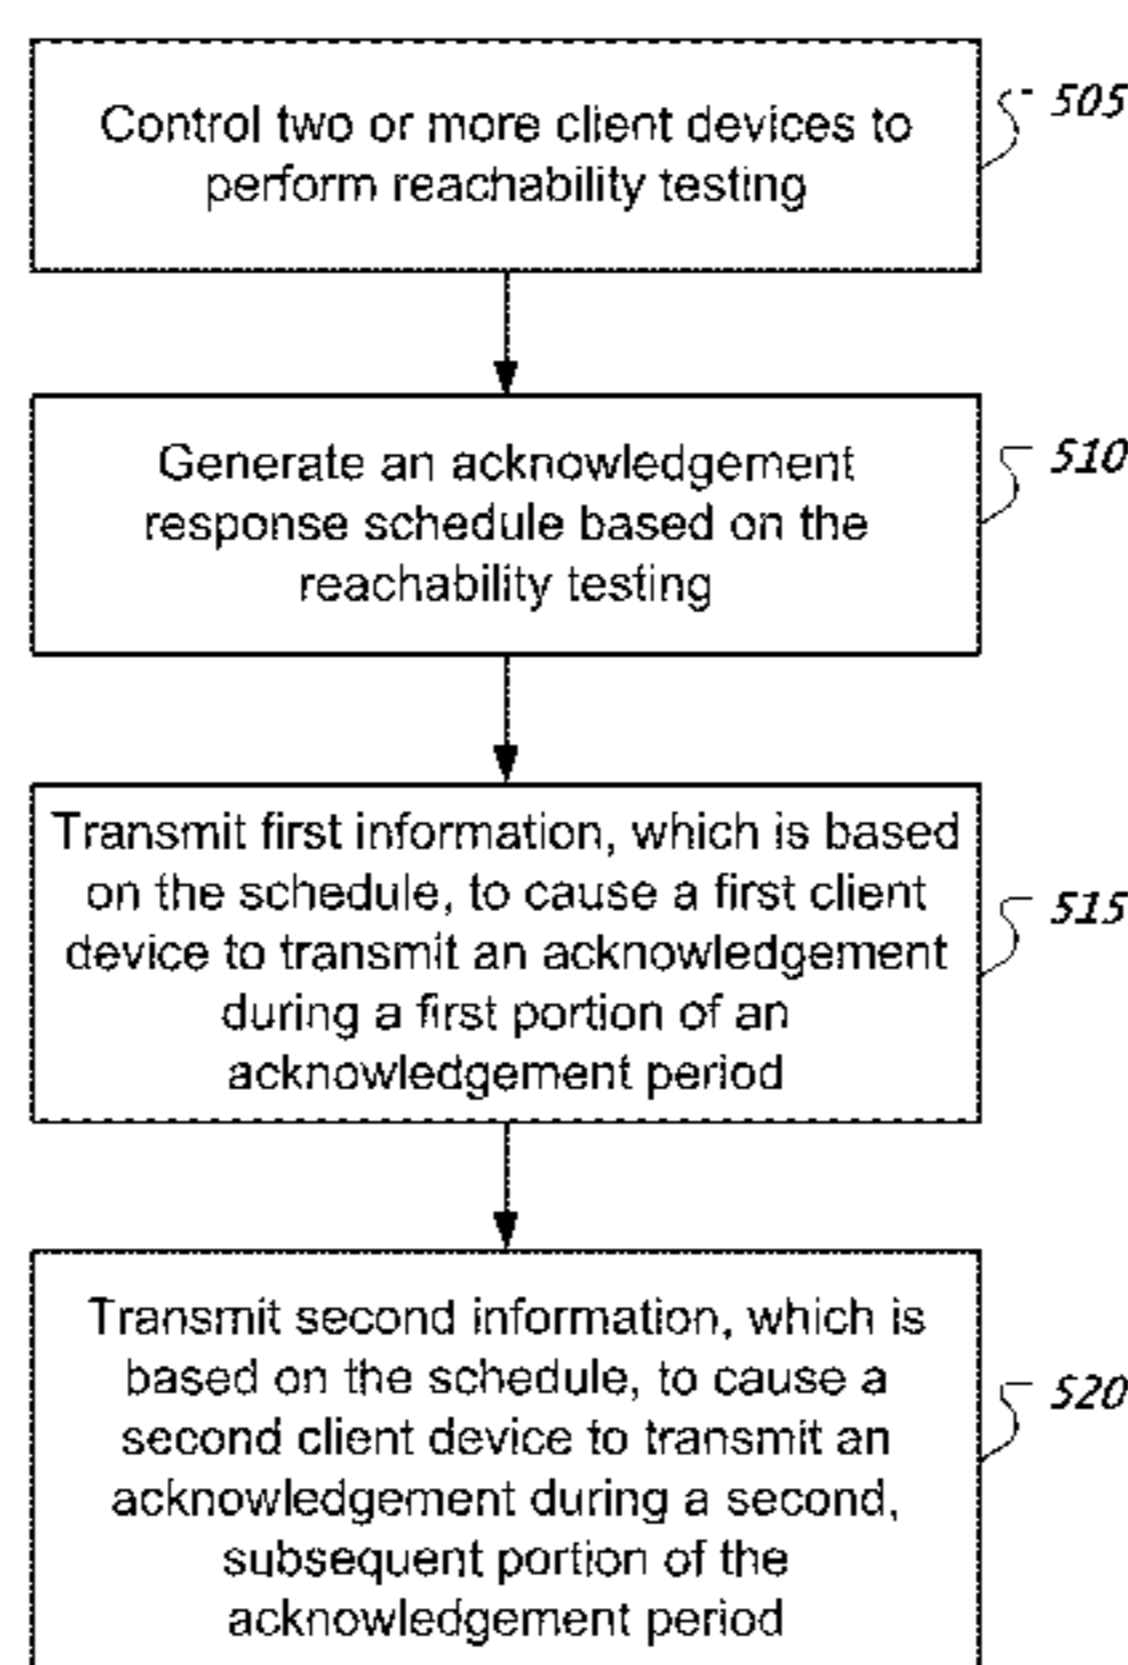 Control two or more client devices to
perform reachability testing
505
Generate an acknowledgement
response schedule based on the
reachability testing
510
Transmit first information, which is based
on the schedule, to cause a first client
device to transmit an acknowledgement
during a first portion of an
acknowledgement period
515
Transmit second information, which is
based on the schedule, to cause a
second client device to transmit an
acknowledgement during a second,
subsequent portion of the
acknowledgement period
520